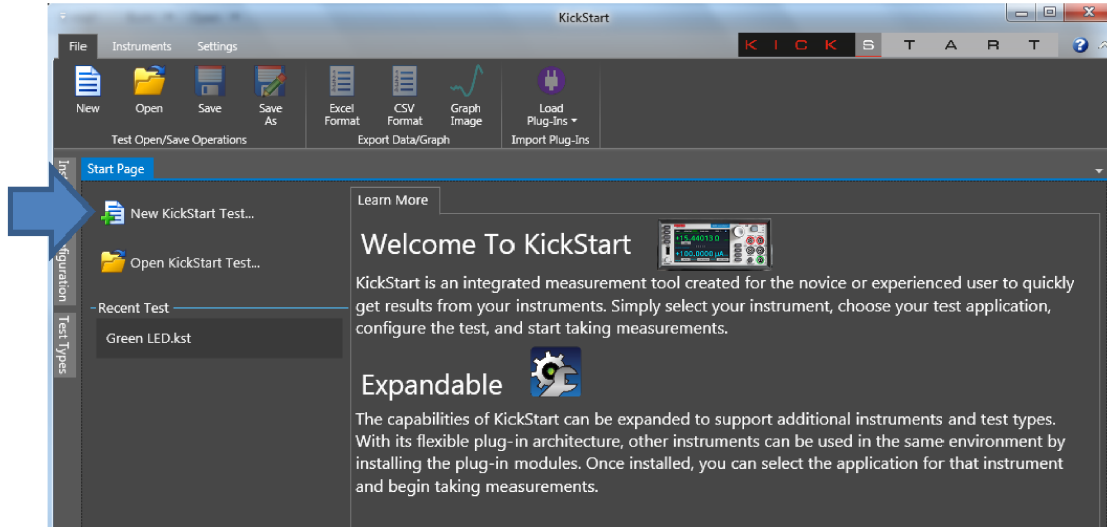 KickStart
File Instruments Settings
K I C K S T A R T
New Open Save Save As
Excel Format CSV Format Graph Image
Load Plug-Ins
Test Open/Save Operations Export Data/Graph Import Plug-Ins
Start Page
New KickStart Test...
Open KickStart Test...
Recent Test
Green LED.kst
Test Types
Learn More
Welcome To KickStart
+15.44013 0
+100.0000 µA
KickStart is an integrated measurement tool created for the novice or experienced user to quickly
get results from your instruments. Simply select your instrument, choose your test application,
configure the test, and start taking measurements.
Expandable
The capabilities of KickStart can be expanded to support additional instruments and test types.
With its flexible plug-in architecture, other instruments can be used in the same environment by
installing the plug-in modules. Once installed, you can select the application for that instrument
and begin taking measurements.